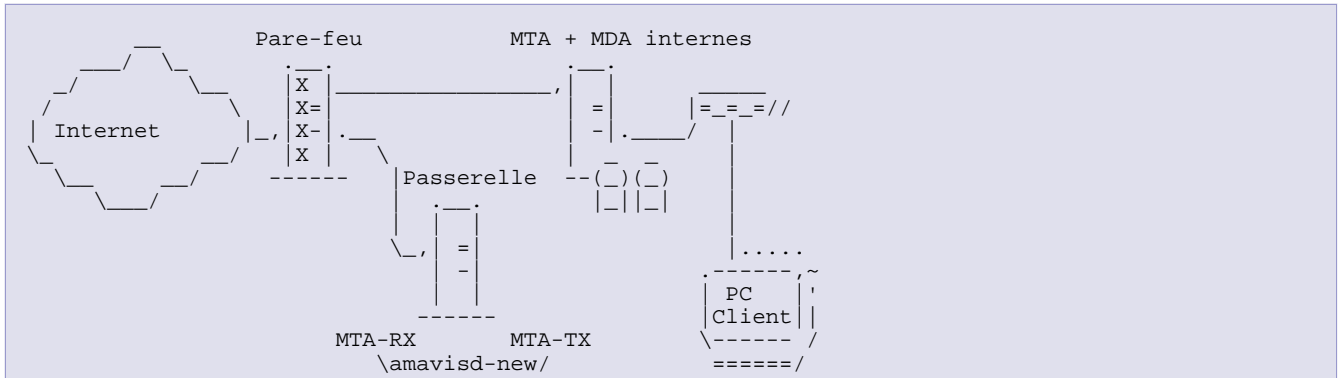 Pare-feu MTA + MDA internes
Internet
Passerelle
PC
Client
MTA-RX MTA-TX
\amavisd-new/